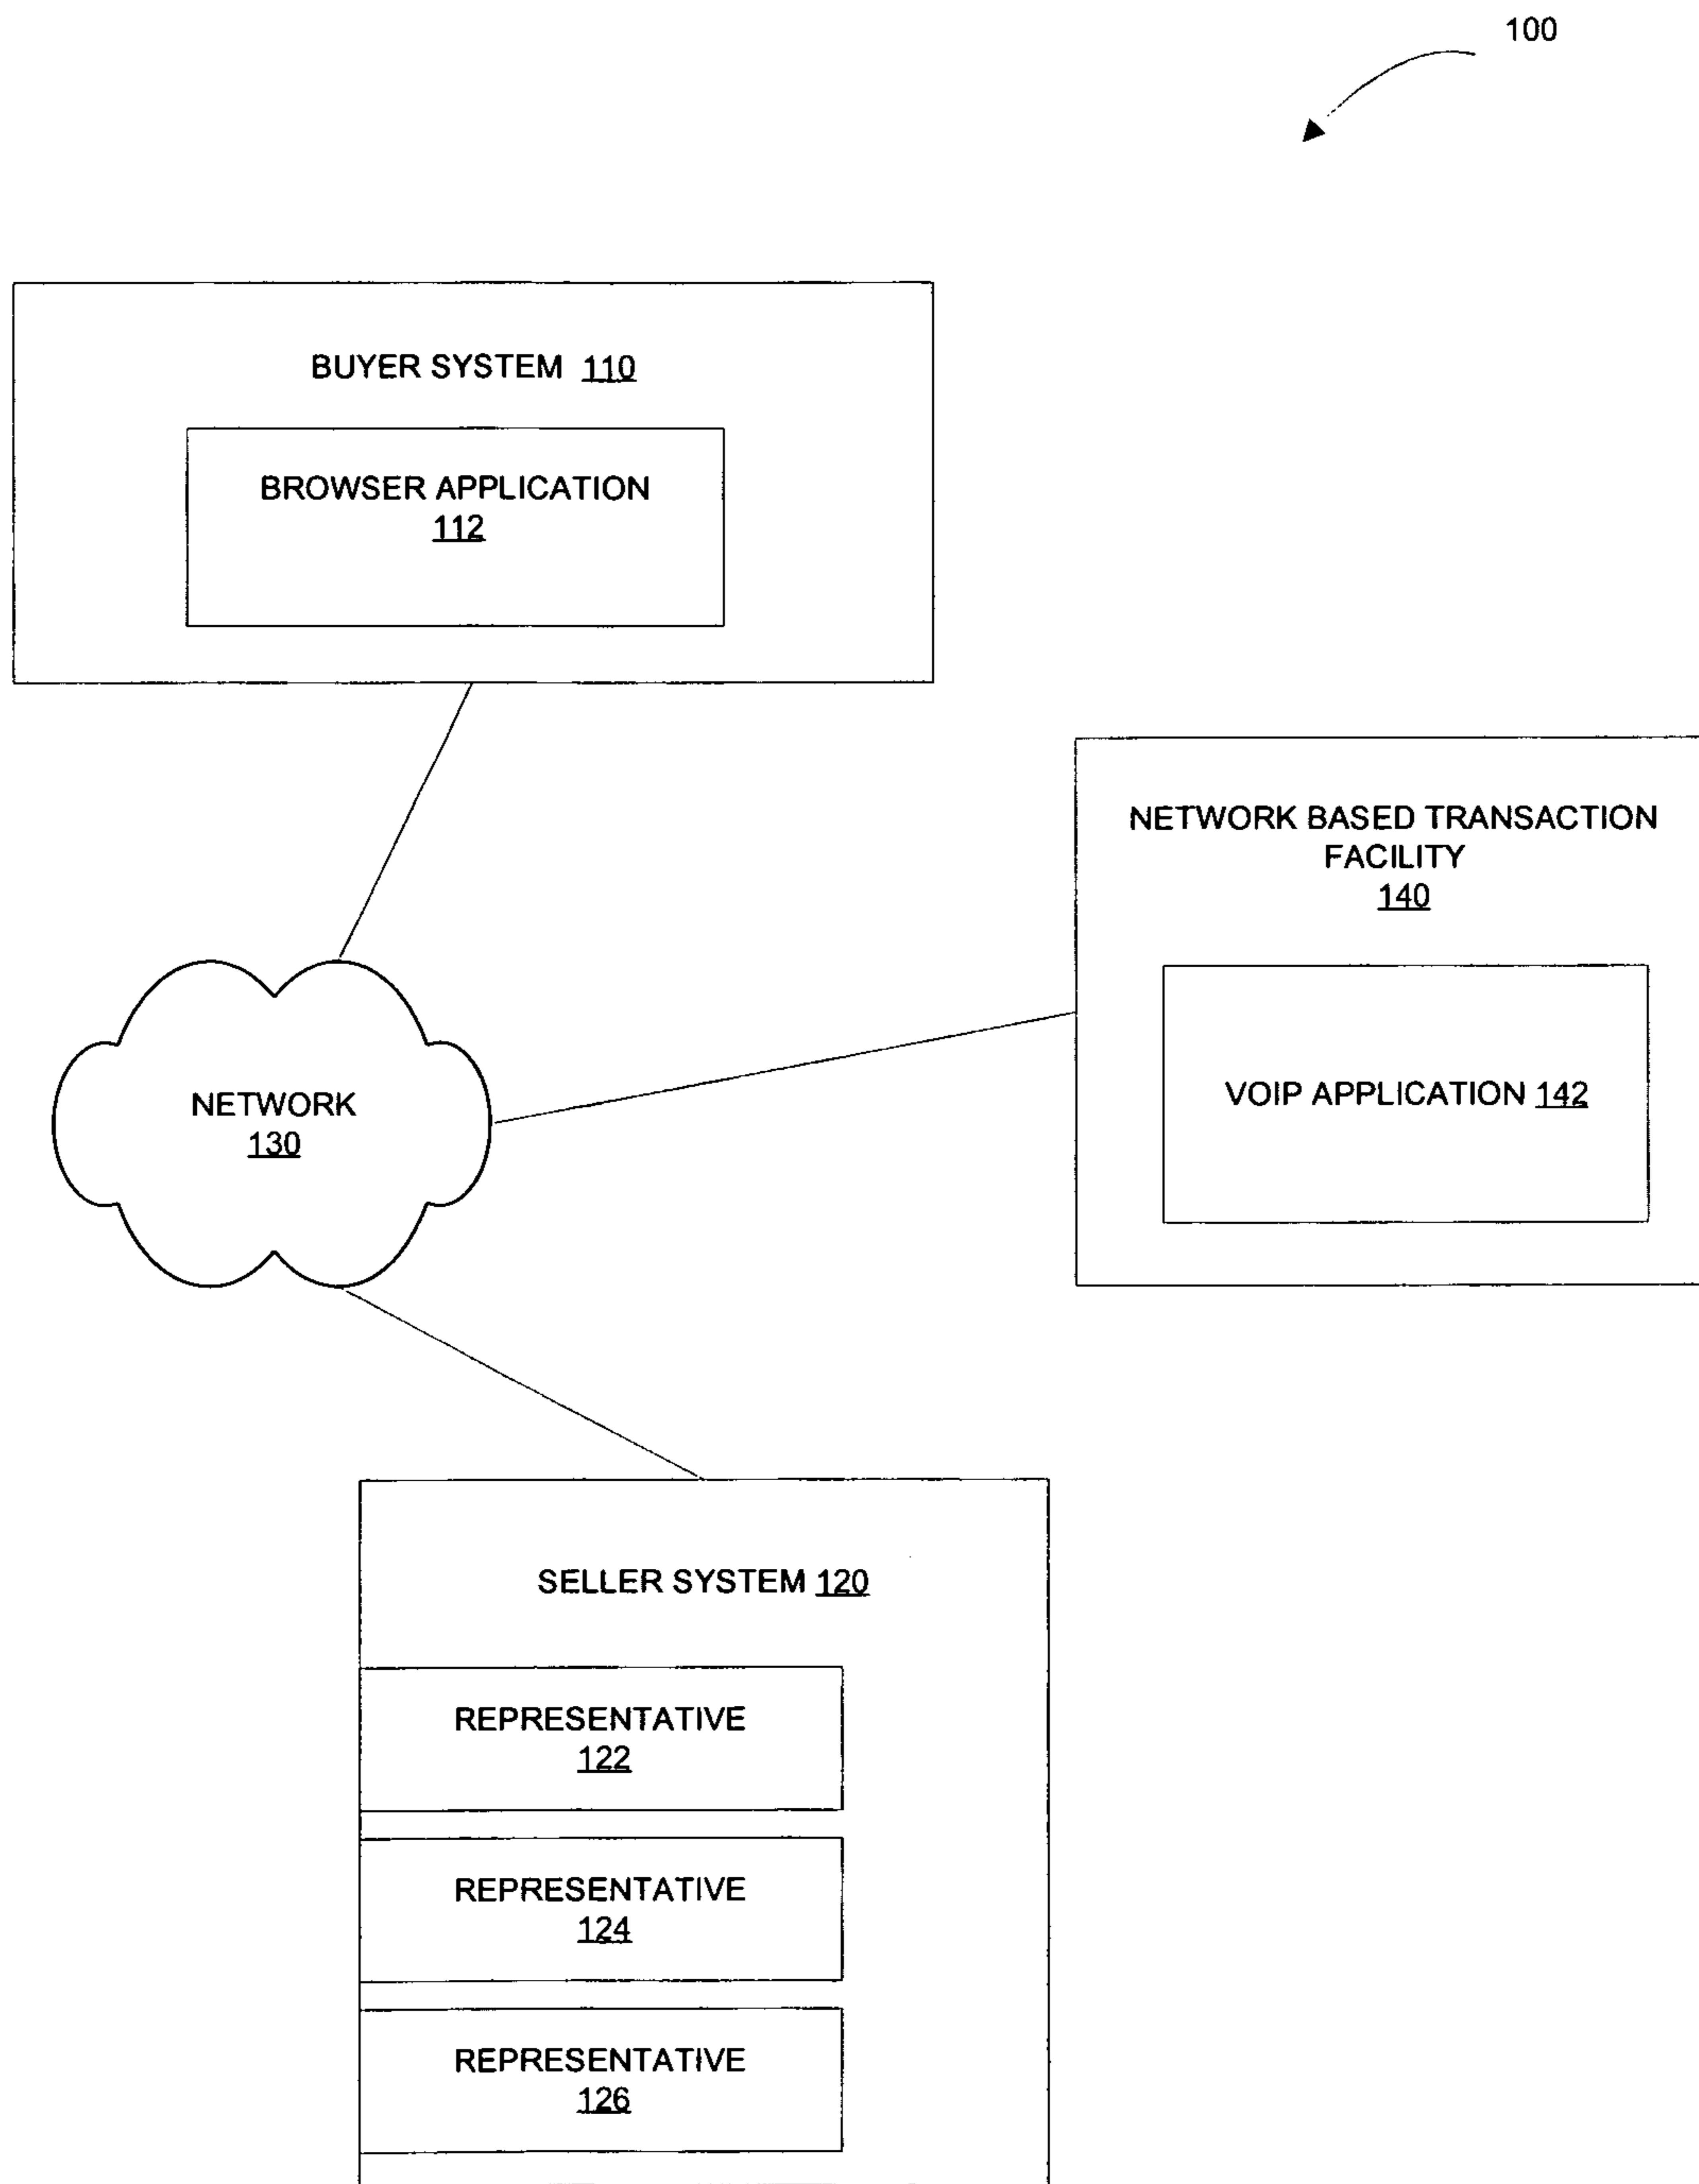 100
BUYER SYSTEM 110
BROWSER APPLICATION
112
NETWORK BASED TRANSACTION
FACILITY
140
VOIP APPLICATION 142
NETWORK
130
SELLER SYSTEM 120
REPRESENTATIVE
122
REPRESENTATIVE
124
REPRESENTATIVE
126